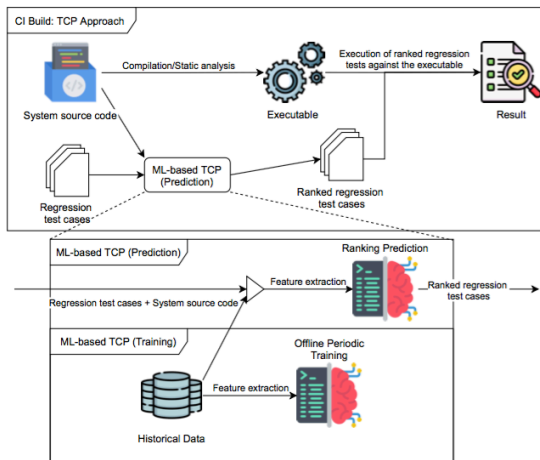 CI Build: TCP Approach
Compilation/Static analysis
Execution of ranked regression
tests against the executable
System source code
Executable
Result
ML-based TCP
(Prediction)
Regression
test cases
Ranked regression
test cases
ML-based TCP (Prediction)
Ranking Prediction
Feature extraction
Ranked regression
test cases
Regression test cases + System source code
ML-based TCP (Training)
Offline Periodic
Training
Feature extraction
Historical Data